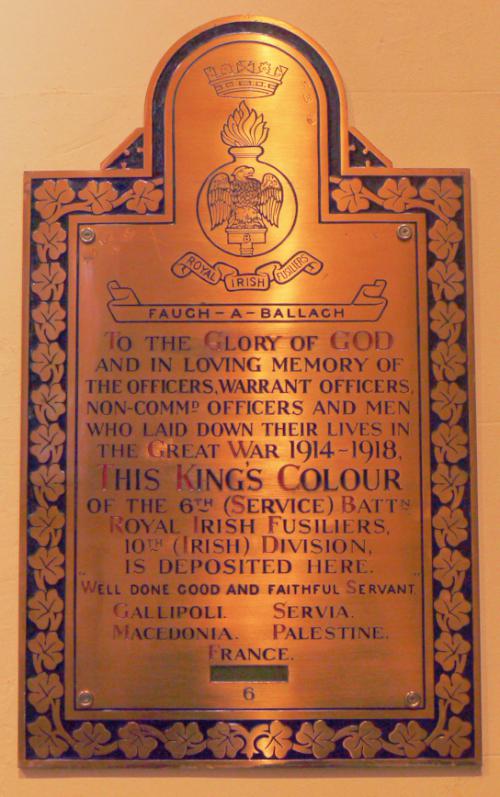 8
ROYAL IRISH FUSILIERS
FAUGH-A-BALLAGH
TO THE GLORY OF GOD
AND IN LOVING MEMORY OF
THE OFFICERS, WARRANT OFFICERS,
NON-COMMD OFFICERS AND MEN
WHO LAID DOWN THEIR LIVES IN
THE GREAT WAR 1914-1918,
THIS KING'S COLOUR
OF THE 6TH (SERVICE) BATTN
ROYAL IRISH FUSILIERS,
10TH (IRISH) DIVISION,
IS DEPOSITED HERE.
"WELL DONE GOOD AND FAITHFUL SERVANT"
GALLIPOLI. SERVIA.
MACEDONIA. PALESTINE.
FRANCE.
6